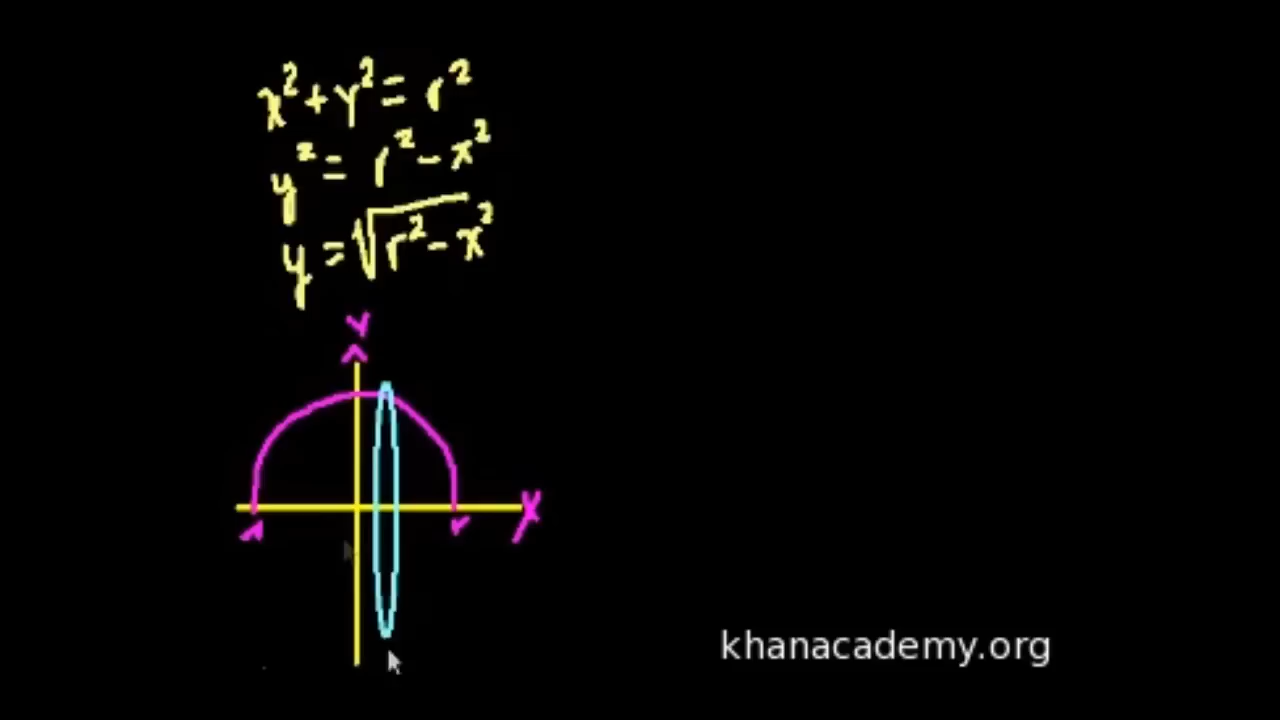 x²+y²= r²
y²= r²-x²
y=√r²-x²
y
-r r x
khanacademy.org